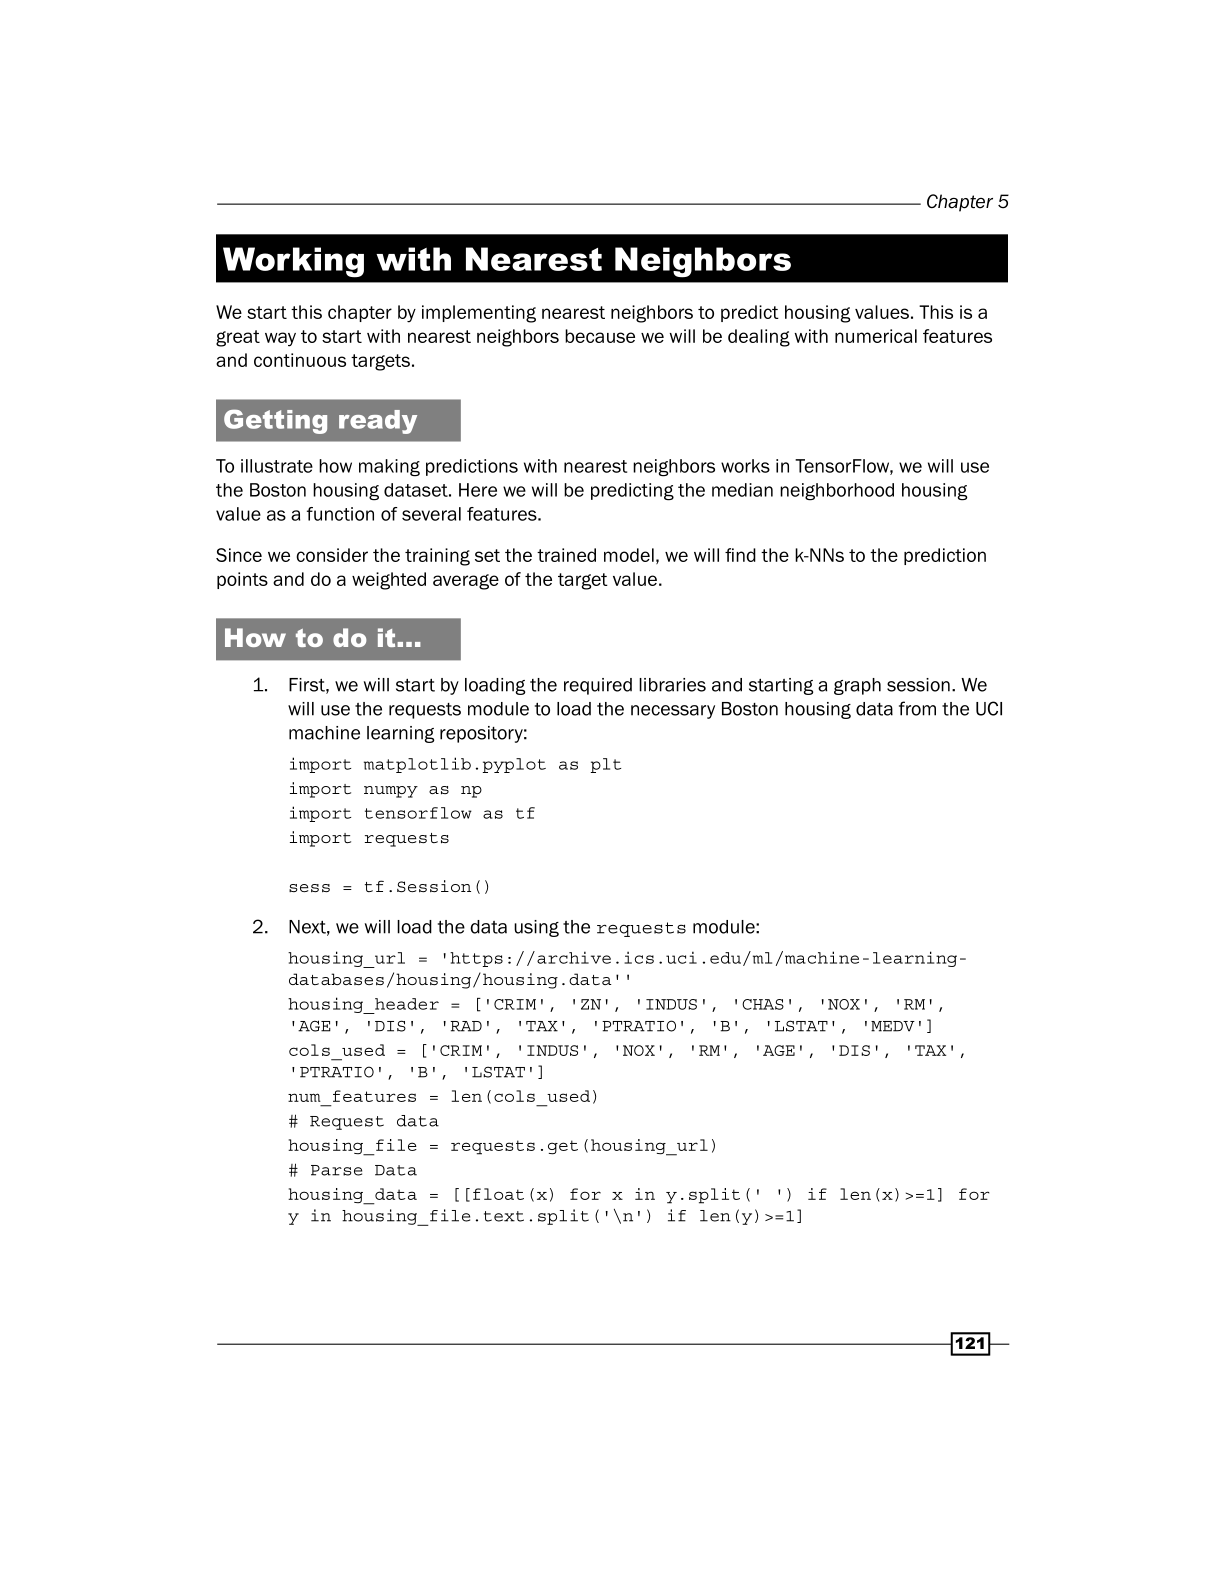 Chapter 5
Working with Nearest Neighbors
We start this chapter by implementing nearest neighbors to predict housing values. This is a
great way to start with nearest neighbors because we will be dealing with numerical features
and continuous targets.
Getting ready
To illustrate how making predictions with nearest neighbors works in TensorFlow, we will use
the Boston housing dataset. Here we will be predicting the median neighborhood housing
value as a function of several features.
Since we consider the training set the trained model, we will find the k-NNs to the prediction
points and do a weighted average of the target value.
How to do it…
1. First, we will start by loading the required libraries and starting a graph session. We
will use the requests module to load the necessary Boston housing data from the UCI
machine learning repository:
import matplotlib.pyplot as plt
import numpy as np
import tensorflow as tf
import requests
sess = tf.Session()
2. Next, we will load the data using the requests module:
housing_url = 'https://archive.ics.uci.edu/ml/machine-learning-
databases/housing/housing.data''
housing_header = ['CRIM', 'ZN', 'INDUS', 'CHAS', 'NOX', 'RM',
'AGE', 'DIS', 'RAD', 'TAX', 'PTRATIO', 'B', 'LSTAT', 'MEDV']
cols_used = ['CRIM', 'INDUS', 'NOX', 'RM', 'AGE', 'DIS', 'TAX',
'PTRATIO', 'B', 'LSTAT']
num_features = len(cols_used)
# Request data
housing_file = requests.get(housing_url)
# Parse Data
housing_data = [[float(x) for x in y.split(' ') if len(x)>=1] for
y in housing_file.text.split('\n') if len(y)>=1]
121